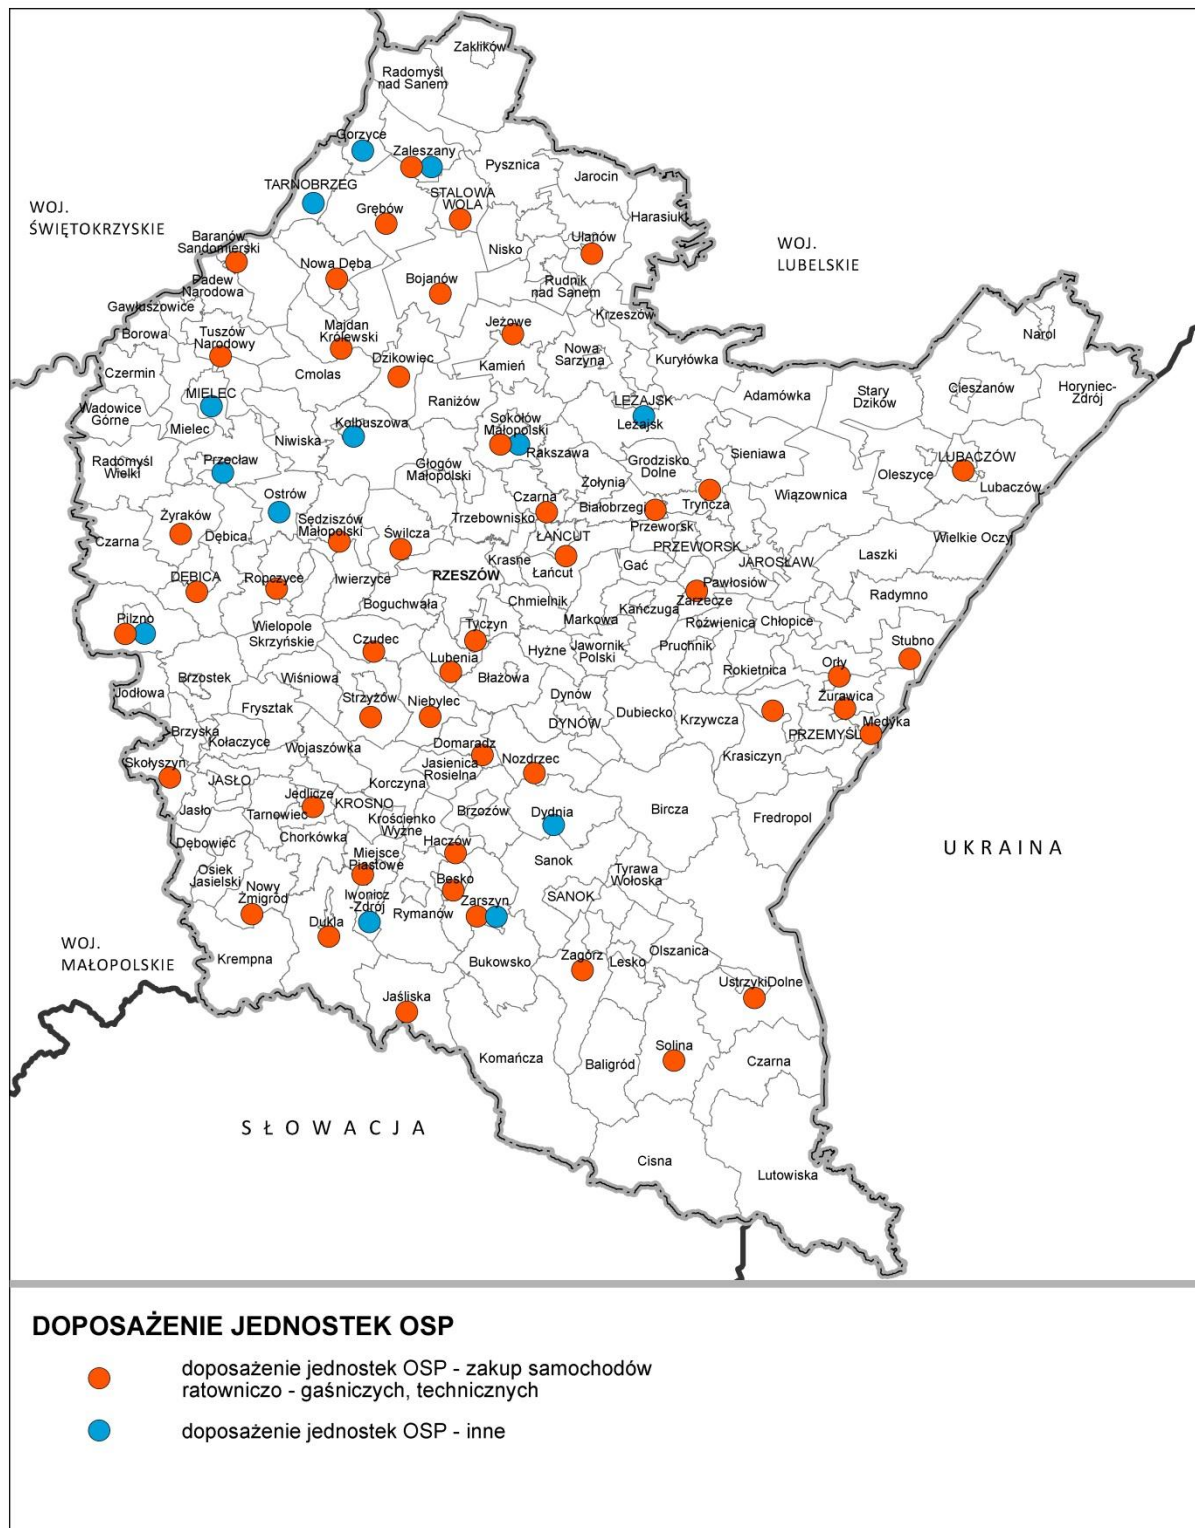 Zaklików
Radomyśl
nad Sanem
Gorzyce
Zaleszany
Pysznica
Jarocin
TARNOBRZEG
STALOWA
WOLA
WOJ.
ŚWIĘTOKRZYSKIE
Grębów
Harasiuki
Baranów
Sandomierski
Ulanów
WOJ.
LUBELSKIE
Nisko
Nowa Dęba
Bojanów
Rudnik
nad Sanem
Padew
Narodowa
Gawłuszowice
Krzeszów
Borowa
Tuszów
Narodowy
Majdan
Królewski
Jeżowe
Narol
Dzikowiec
Nowa
Sarzyna
Kuryłówka
Czermin
Cmolas
Kamień
Cieszanów
Horyniec-
Zdrój
MIELEC
Adamówka
Stary
Dzików
Wadowice
Górne
Raniżów
LEŻAJSK
Leżajsk
Mielec
Kolbuszowa
Sokołów
Małopolski
Niwiska
Rakszawa
Sieniawa
LUBACZÓW
Radomyśl
Wielki
Przecław
Głogów
Małopolski
Grodzisko
Dolne
Oleszyce
Lubaczów
Żołynia
Ostrów
Czarna
Białobrzegi
Tryńcza
Wiązownica
Żyraków
Sędziszów
Małopolski
Trzebownisko
Przeworsk
Czarna
Dębica
Świlcza
ŁAŃCUT
Wielkie Oczy
PRZEWORSK
Krasne
Laszki
JAROSŁAW
DĘBICA
Ropczyce
Iwierzyce
RZESZÓW
Łańcut
Gać
Pawłosiów
Radymno
Boguchwała
Chmielnik
Kańczuga
Zarzecze
Markowa
Roźwienica
Chłopice
Pilzno
Wielopole
Skrzyńskie
Tyczyn
Czudec
Hyżne
Jawornik
Polski
Pruchnik
Stubno
Lubenia
Rokietnica
Orły
Brzostek
Wiśniowa
Błażowa
Jodłowa
Strzyżów
Niebylec
Dynów
Żurawica
Frysztak
DYNÓW
Dubiecko
Krzywcza
Medyka
Brzyska
Kołaczyce
PRZEMYŚL
Wojaszówka
Domaradz
Skołyszyn
Jasienica
Rosielna
Nozdrzec
Krasiczyn
JASŁO
Korczyna
Jedlicze
KROSNO
Bircza
Jasło
Tarnowiec
Krościenko
Wyżne
Brzozów
Dydnia
Fredropol
Dębowiec
Chorkówka
Haczów
UKRAINA
Miejsce
Piastowe
Sanok
Osiek
Jasielski
Tyrawa
Wołoska
Nowy
Żmigród
Besko
Iwonicz
-Zdrój
Zarszyn
SANOK
Rymanów
Dukla
WOJ.
MAŁOPOLSKIE
Krempna
Zagórz
Olszanica
Bukowsko
Lesko
UstrzykiDolne
Jaśliska
Solina
Komańcza
Baligród
Czarna
SŁOWACJA
Cisna
Lutowiska
DOPOSAŻENIE JEDNOSTEK OSP
doposażenie jednostek OSP - zakup samochodów
ratowniczo - gaśniczych, technicznych
doposażenie jednostek OSP - inne